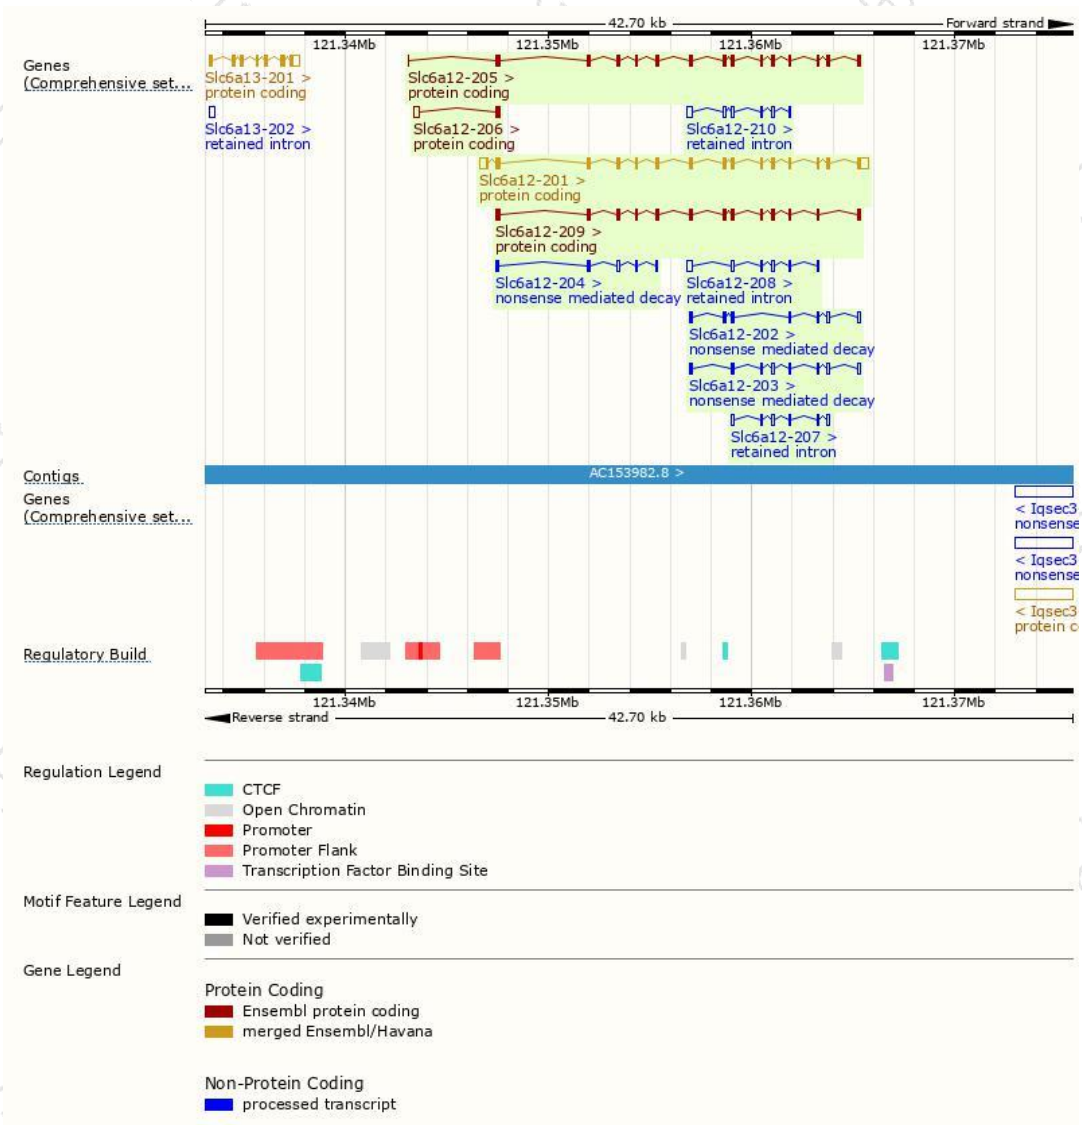 42.70 kb
Forward strand
121.34Mb 121.35Mb 121.36Mb 121.37Mb
Genes
(Comprehensive set...
Slc6a13-201 >
protein coding
Slc6a12-205 >
protein coding
Slc6a13-202 >
retained intron
Slc6a12-206 >
protein coding
Slc6a12-210 >
retained intron
Slc6a12-201 >
protein coding
Slc6a12-209 >
protein coding
Slc6a12-204 >
nonsense mediated decay
Slc6a12-208 >
retained intron
Slc6a12-202 >
nonsense mediated decay
Slc6a12-203 >
nonsense mediated decay
Slc6a12-207 >
retained intron
Contigs
AC153982.8 >
Genes
(Comprehensive set...
< Iqsec3
nonsense
< Iqsec3
nonsense
< Iqsec3
protein c
Regulatory Build
121.34Mb 121.35Mb 121.36Mb 121.37Mb
Reverse strand
42.70 kb
Regulation Legend
CTCF
Open Chromatin
Promoter
Promoter Flank
Transcription Factor Binding Site
Motif Feature Legend
Verified experimentally
Not verified
Gene Legend
Protein Coding
Ensembl protein coding
merged Ensembl/Havana
Non-Protein Coding
processed transcript